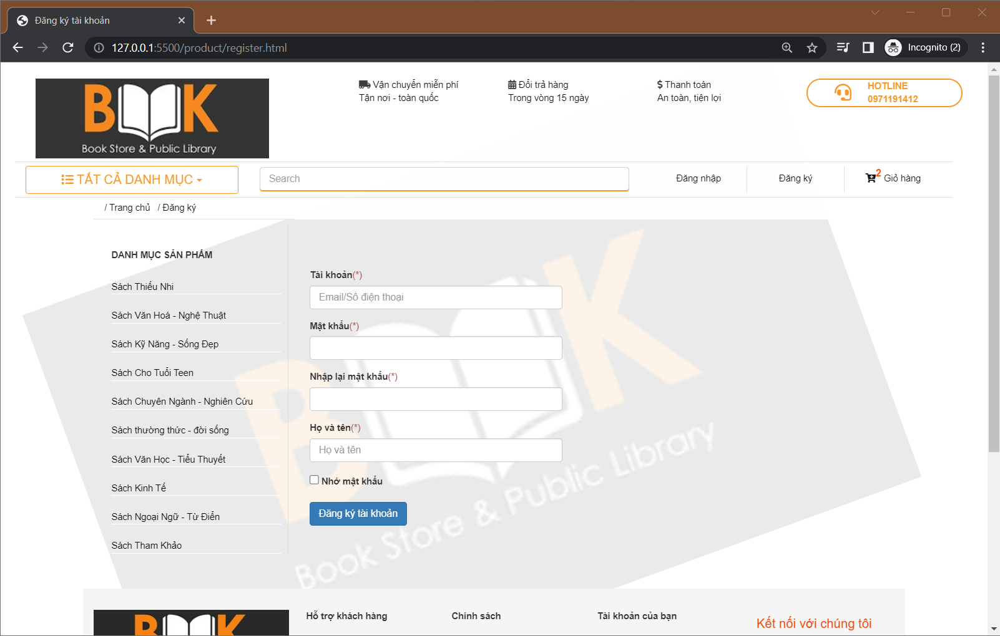 Đăng ký tài khoản
127.0.0.1:5500/product/register.html
Incognito (2)
BOOK
Book Store & Public Library
Vận chuyển miễn phí
Tận nơi - toàn quốc
Đổi trả hàng
Trong vòng 15 ngày
$ Thanh toán
An toàn, tiện lợi
HOTLINE
0971191412
TẤT CẢ DANH MỤC
Search
Đăng nhập
Đăng ký
2
Giỏ hàng
/ Trang chủ / Đăng ký
DANH MỤC SẢN PHẨM
Sách Thiếu Nhi
Sách Văn Hoá - Nghệ Thuật
Sách Kỹ Năng - Sống Đẹp
Sách Cho Tuổi Teen
Sách Chuyên Ngành - Nghiên Cứu
Sách thường thức - đời sống
Sách Văn Học - Tiểu Thuyết
Sách Kinh Tế
Sách Ngoại Ngữ - Từ Điển
Sách Tham Khảo
Tài khoản(*)
Email/Số điện thoại
Mật khẩu(*)
Nhập lại mật khẩu(*)
Họ và tên(*)
Họ và tên
Nhớ mật khẩu
Đăng ký tài khoản
BOOK
Book Store & Public Library
BOOK
Hỗ trợ khách hàng
Chính sách
Tài khoản của bạn
Kết nối với chúng tôi